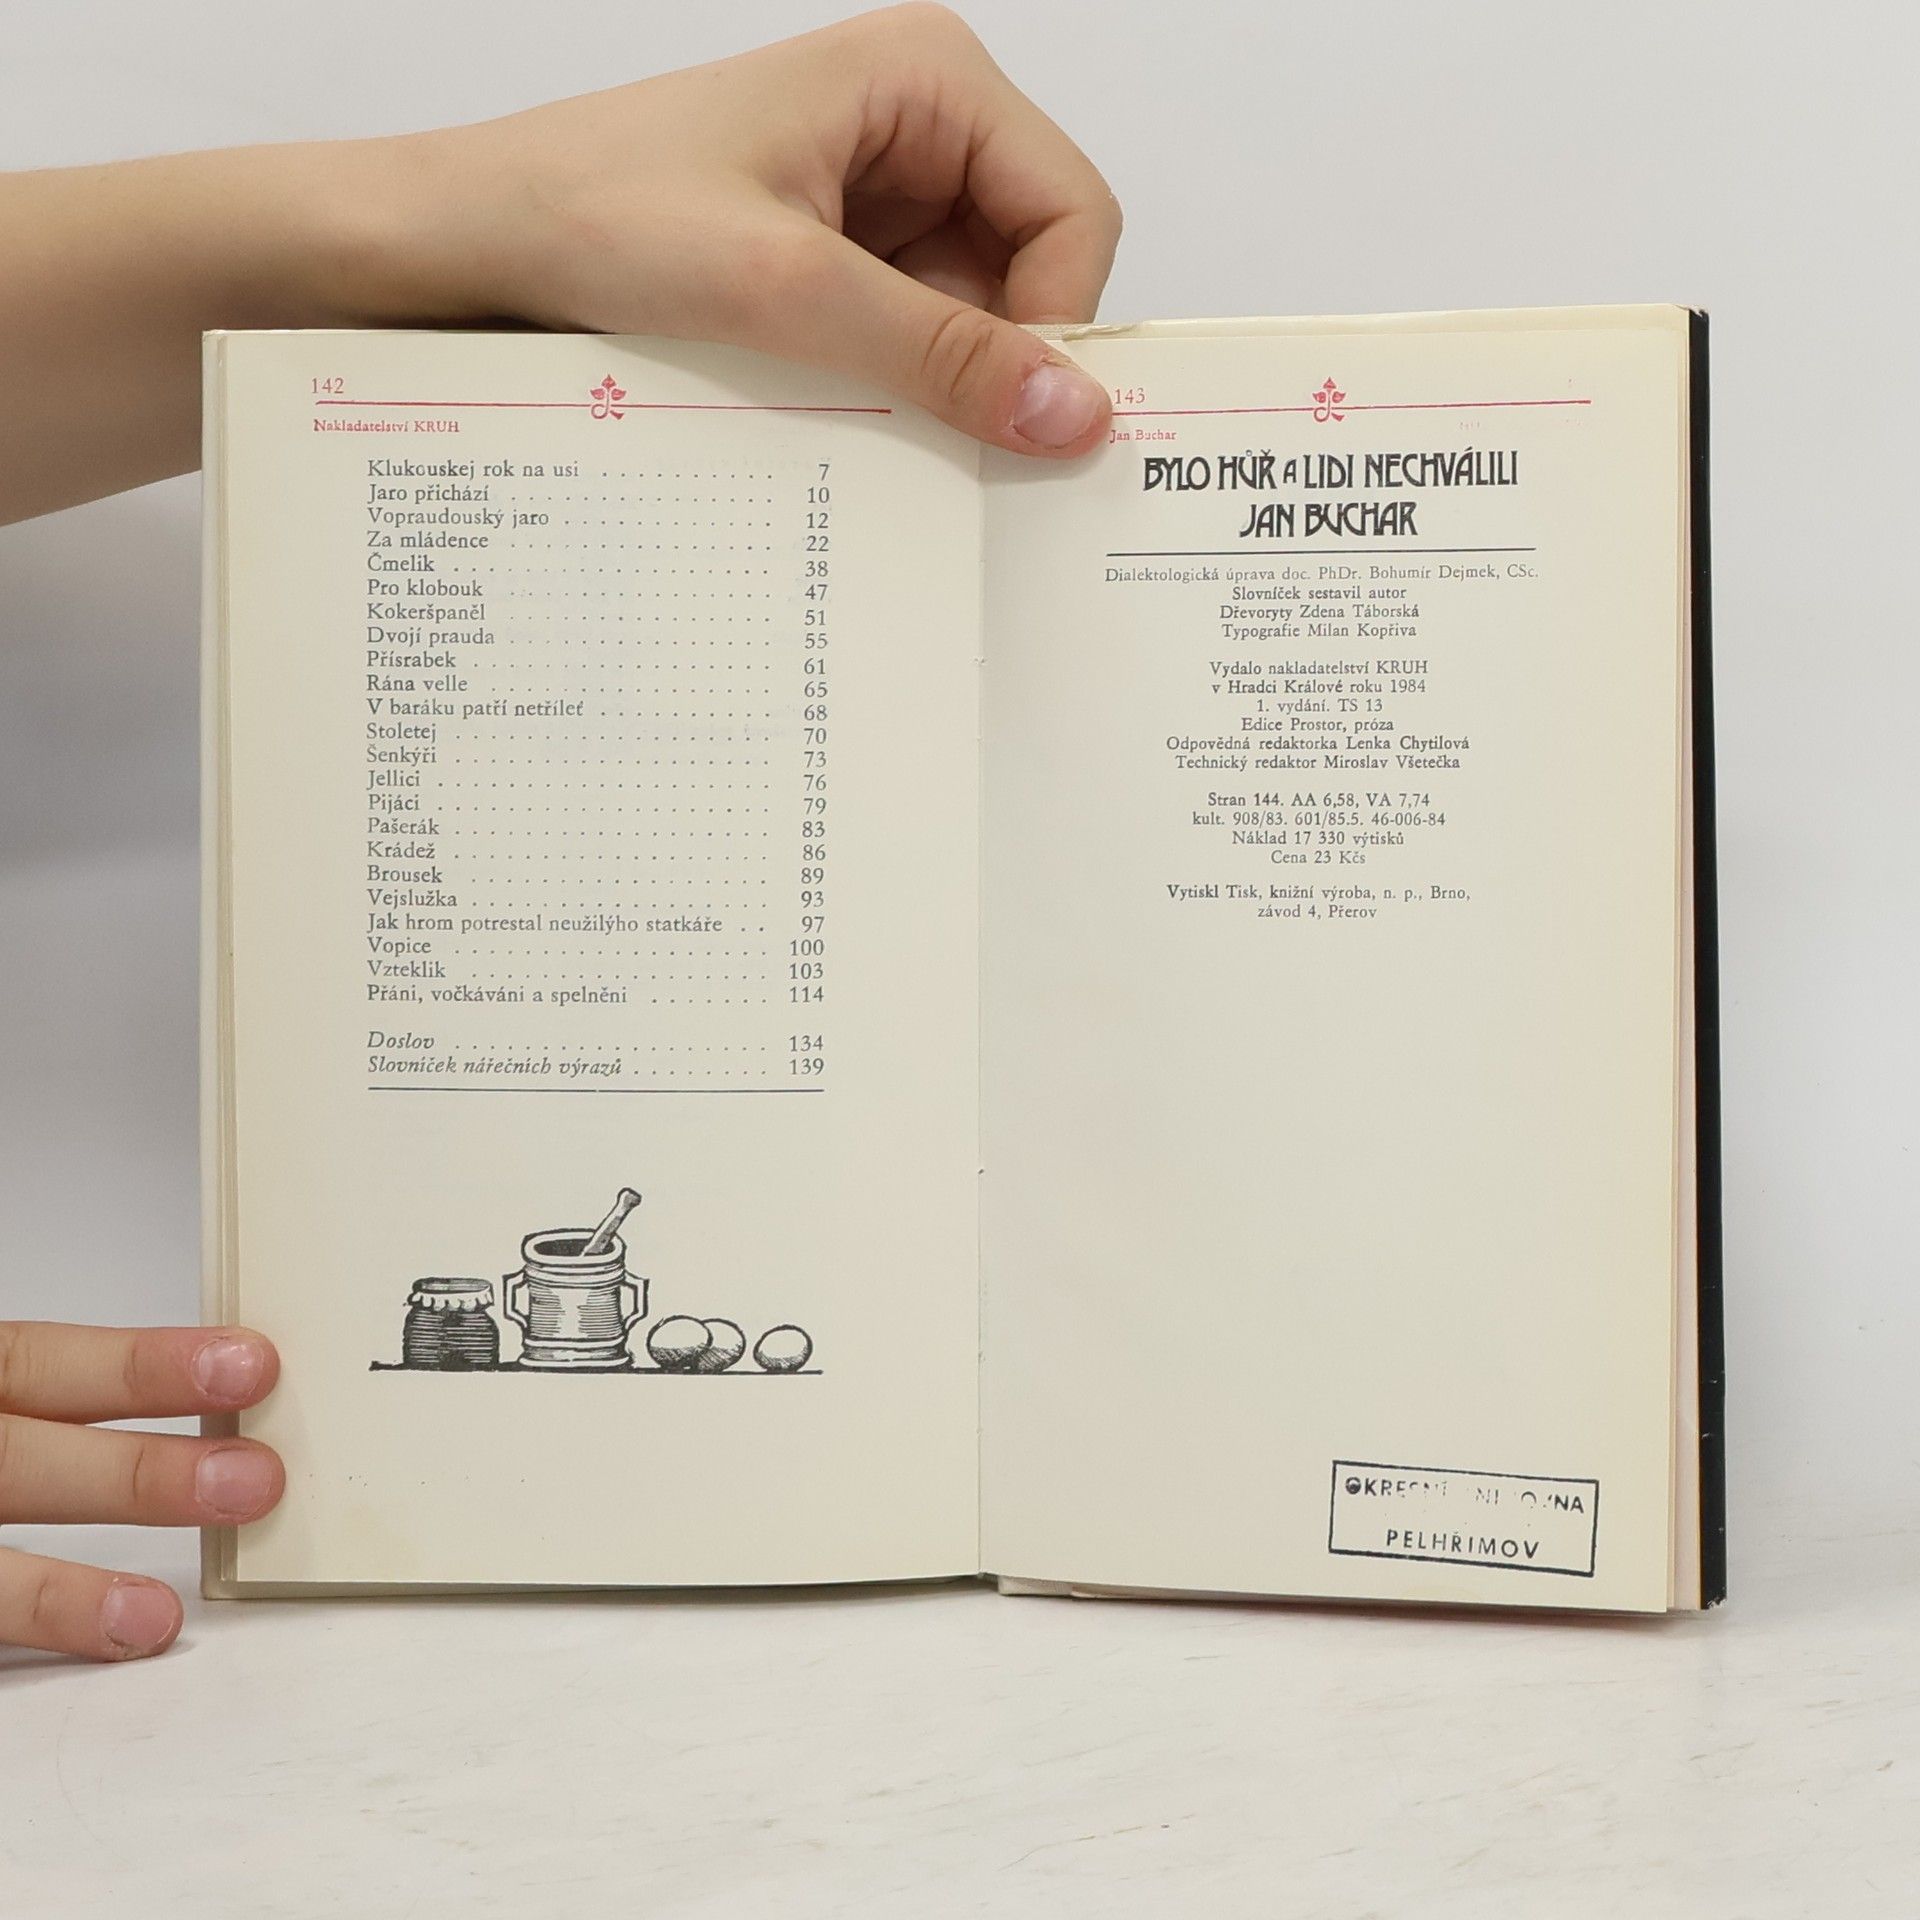 142
Nakladatelství KRUH
Klukouskej rok na usi . . . . . . . . . . 7
Jaro přichází . . . . . . . . . . . . . . 10
Vopraudouský jaro . . . . . . . . . . . . 12
Za mládence . . . . . . . . . . . . . . 22
Čmelik . . . . . . . . . . . . . . . . . 38
Pro klobouk . . . . . . . . . . . . . . 47
Kokeršpaněl . . . . . . . . . . . . . . 51
Dvojí prauda . . . . . . . . . . . . . . 55
Přísrabek . . . . . . . . . . . . . . . . 61
Rána velle . . . . . . . . . . . . . . . 65
V baráku patří netříleť . . . . . . . . . . 68
Stoletej . . . . . . . . . . . . . . . . . 70
Šenkýři . . . . . . . . . . . . . . . . . 73
Jellici . . . . . . . . . . . . . . . . . . 76
Pijáci . . . . . . . . . . . . . . . . . . 79
Pašerák . . . . . . . . . . . . . . . . . 83
Krádež . . . . . . . . . . . . . . . . . 86
Brousek . . . . . . . . . . . . . . . . 89
Vejslužka . . . . . . . . . . . . . . . . 93
Jak hrom potrestal neužilýho statkáře . . 97
Vopice . . . . . . . . . . . . . . . . . 100
Vzteklik . . . . . . . . . . . . . . . . 103
Přáni, vočkáváni a spelněni . . . . . . . 114
Doslov . . . . . . . . . . . . . . . . . 134
Slovníček nářečních výrazů . . . . . . . . 139
143
Jan Buchar
BYLO HŮŘ A LIDI NECHVÁLILI
JAN BUCHAR
Dialektologická úprava doc. PhDr. Bohumír Dejmek, CSc.
Slovníček sestavil autor
Dřevoryty Zdena Táborská
Typografie Milan Kopřiva
Vydalo nakladatelství KRUH
v Hradci Králové roku 1984
1. vydání. TS 13
Edice Prostor, próza
Odpovědná redaktorka Lenka Chytilová
Technický redaktor Miroslav Všetečka
Stran 144. AA 6,58, VA 7,74
kult. 908/83. 601/85.5. 46-006-84
Náklad 17 330 výtisků
Cena 23 Kčs
Vytiskl Tisk, knižní výroba, n. p., Brno,
závod 4, Přerov
PELHŘIMOV